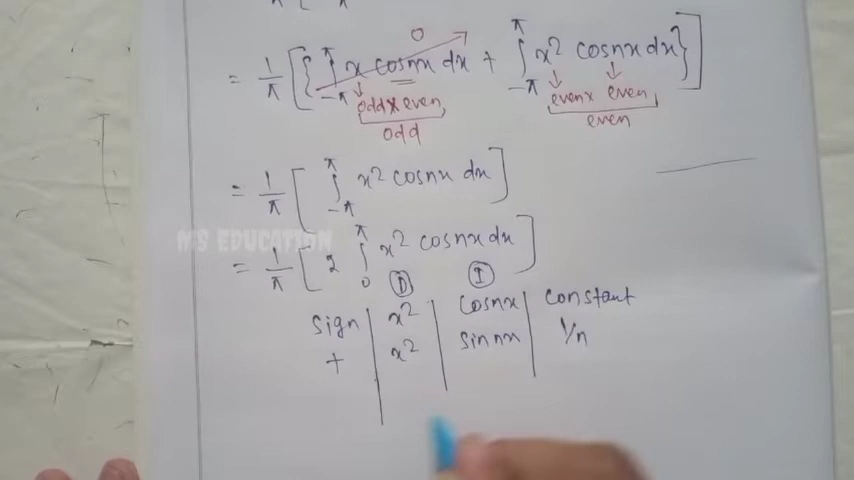 = 1/π [ { ∫_{-π}^{π} x cosnx dx + ∫_{-π}^{π} x² cosnx dx } ]
0
odd x even
odd
even x even
even
= 1/π [ ∫_{-π}^{π} x² cosnx dx ]
MS EDUCATION
= 1/π [ 2 ∫_{0}^{π} x² cosnx dx ]
D I
sign | x² | cosnx | constant
+ | x² | sinnx | 1/n